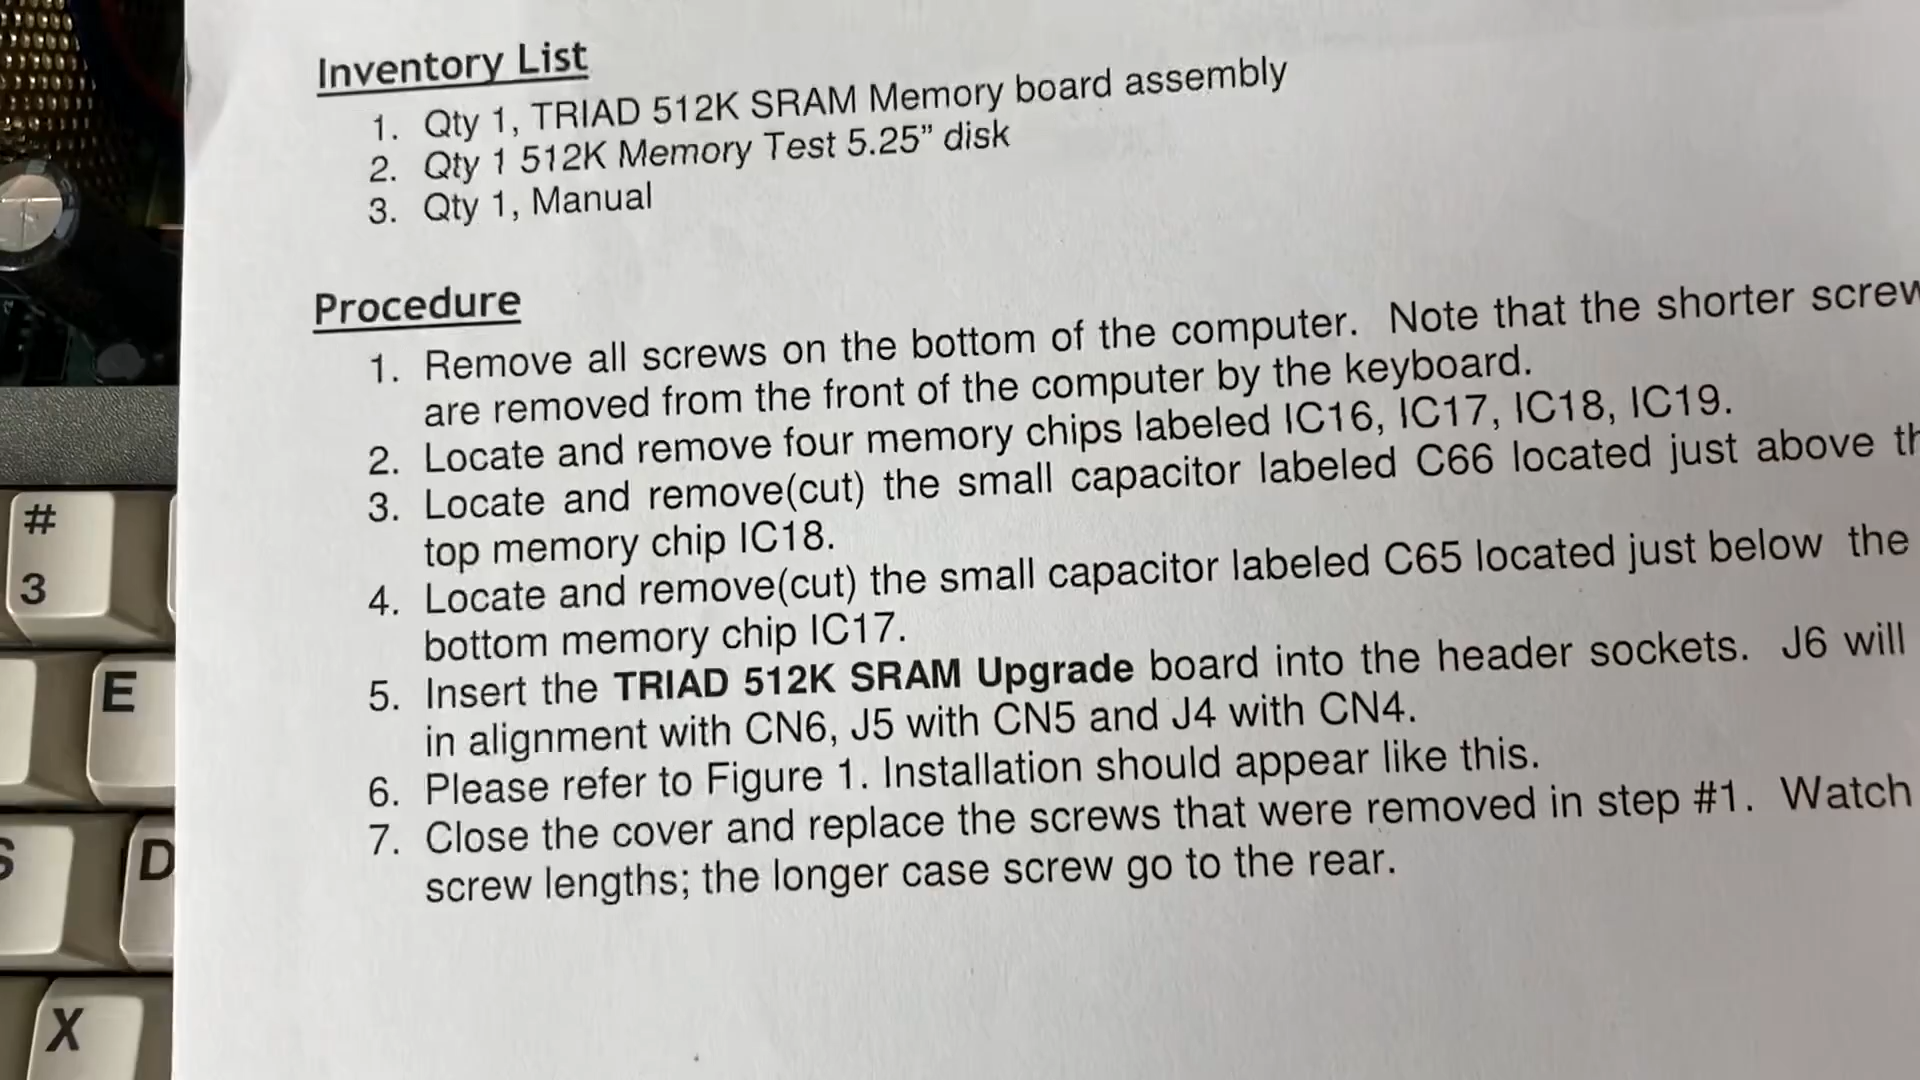 Inventory List
1. Qty 1, TRIAD 512K SRAM Memory board assembly
2. Qty 1 512K Memory Test 5.25” disk
3. Qty 1, Manual
Procedure
1. Remove all screws on the bottom of the computer. Note that the shorter screw
are removed from the front of the computer by the keyboard.
2. Locate and remove four memory chips labeled IC16, IC17, IC18, IC19.
3. Locate and remove(cut) the small capacitor labeled C66 located just above th
top memory chip IC18.
4. Locate and remove(cut) the small capacitor labeled C65 located just below the
bottom memory chip IC17.
5. Insert the TRIAD 512K SRAM Upgrade board into the header sockets. J6 will
in alignment with CN6, J5 with CN5 and J4 with CN4.
6. Please refer to Figure 1. Installation should appear like this.
7. Close the cover and replace the screws that were removed in step #1. Watch
screw lengths; the longer case screw go to the rear.
#
3
E
S
D
X